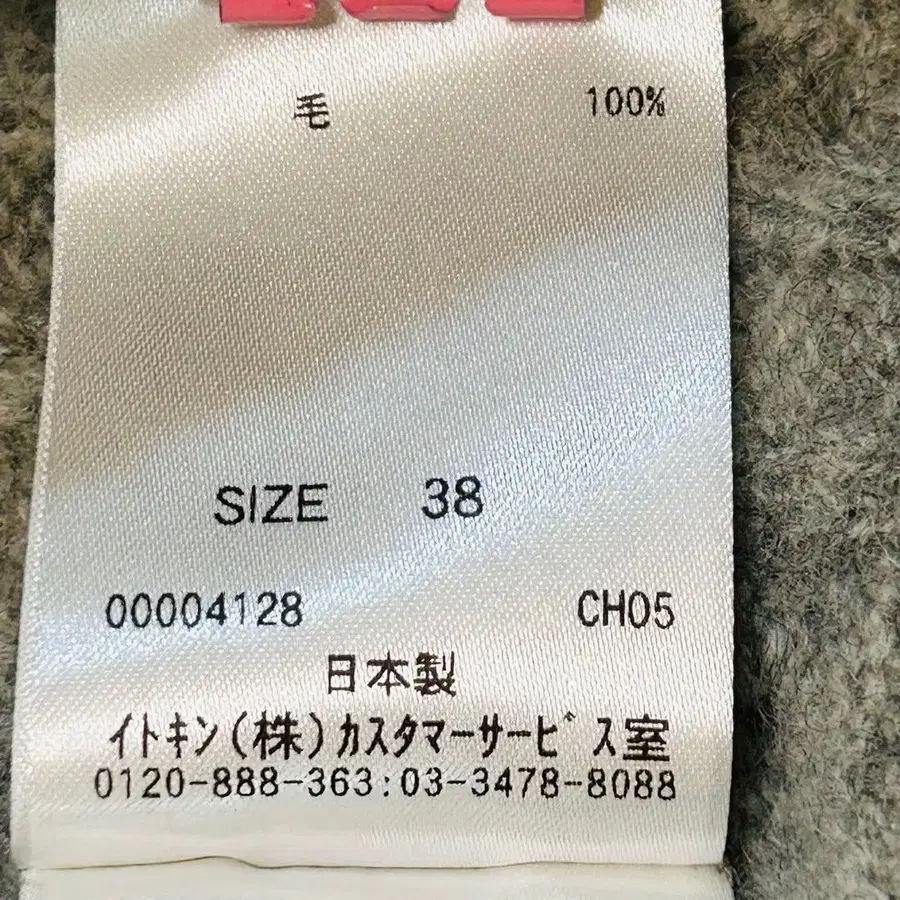 毛 100%
SIZE 38
00004128 CH05
日本製
イトキン(株)カスタマーサービス室
0120-888-363:03-3478-8088